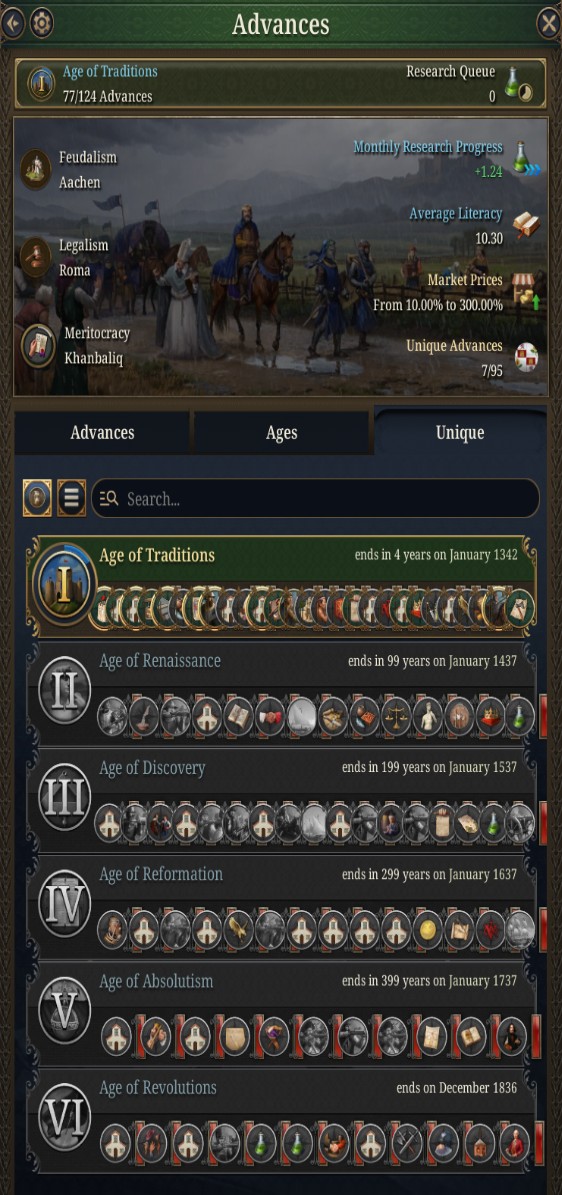 Advances
I
Age of Traditions
77/124 Advances
Research Queue
0
Feudalism
Aachen
Legalism
Roma
Meritocracy
Khanbaliq
Monthly Research Progress
+1.24
Average Literacy
10.30
Market Prices
From 10.00% to 300.00%
Unique Advances
7/95
Advances
Ages
Unique
Search...
I
Age of Traditions
ends in 4 years on January 1342
II
Age of Renaissance
ends in 99 years on January 1437
III
Age of Discovery
ends in 199 years on January 1537
IV
Age of Reformation
ends in 299 years on January 1637
V
Age of Absolutism
ends in 399 years on January 1737
VI
Age of Revolutions
ends on December 1836